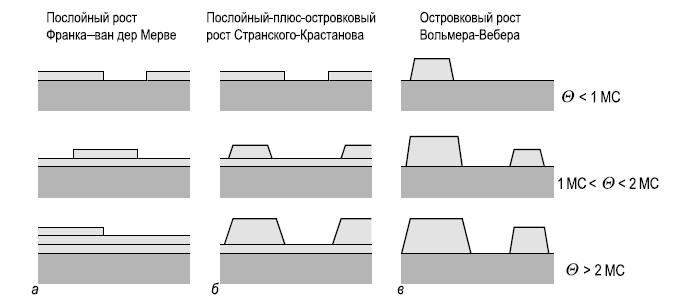 Послойный рост
Франка–ван дер Мерве
Послойный-плюс-островковый
рост Странского-Крастанова
Островковый рост
Вольмера-Вебера
Θ < 1 МС
1 МС < Θ < 2 МС
Θ > 2 МС
а
б
в